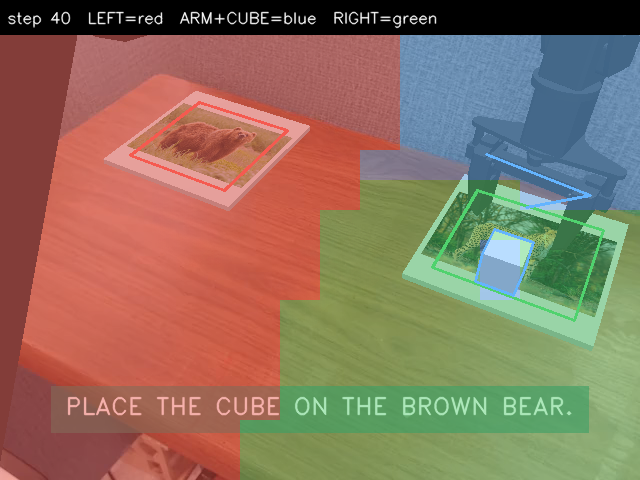 step 40 LEFT=red ARM+CUBE=blue RIGHT=green
PLACE THE CUBE ON THE BROWN BEAR.